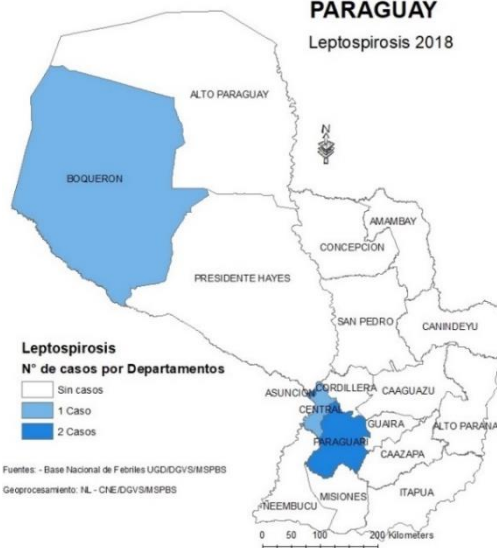 PARAGUAY
Leptospirosis 2018
ALTO PARAGUAY
N
BOQUERON
AMAMBAY
CONCEPCION
PRESIDENTE HAYES
SAN PEDRO
CANINDEYU
Leptospirosis
N° de casos por Departamentos
Sin casos
1 Caso
2 Casos
ASUNCION
CORDILLERA
CAAGUAZU
CENTRAL
GUAIRA
ALTO PARANA
PARAGUARI
CAAZAPA
Fuentes: - Base Nacional de Febriles UGD/DGVS/MSPBS
Geoprocesamiento: NL - CNE/DGVS/MSPBS
ÑEEMBUCU
MISIONES
ITAPUA
0 50 100 200 Kilometers